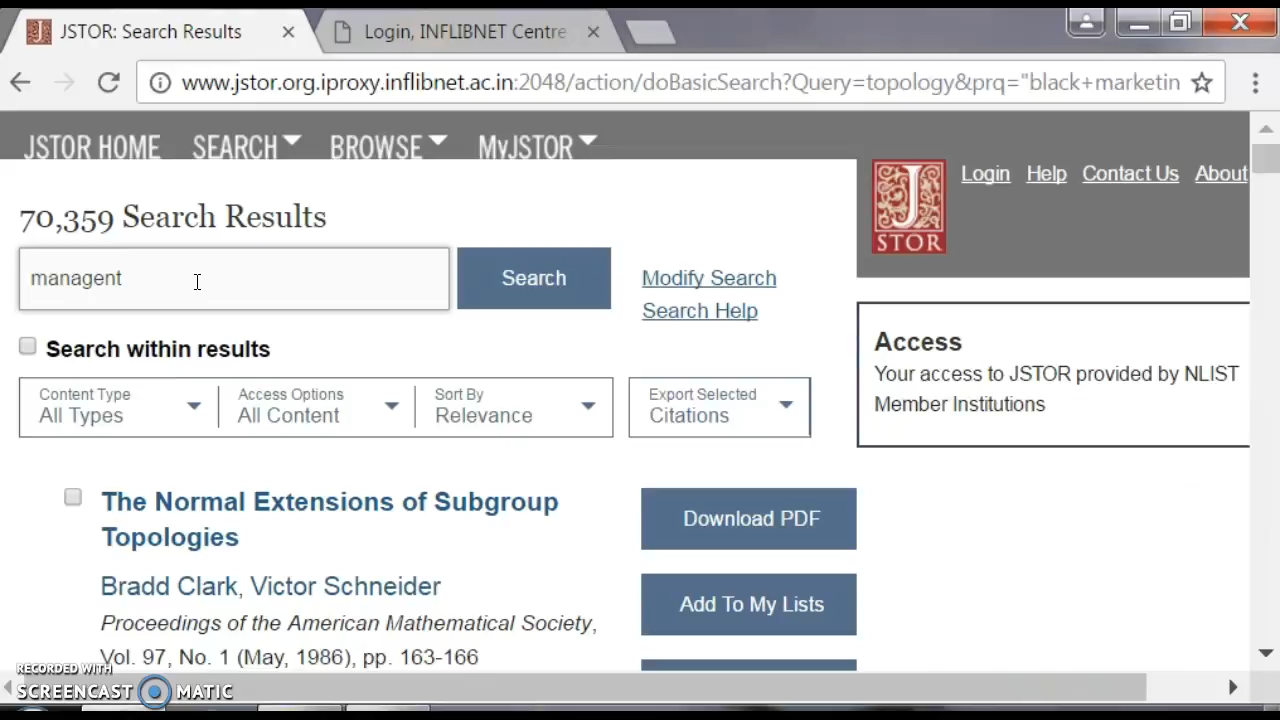 JSTOR: Search Results
Login, INFLIBNET Centre
www.jstor.org.iproxy.inflibnet.ac.in:2048/action/doBasicSearch?Query=topology&prq="black+marketin
JSTOR HOME SEARCH BROWSE MyJSTOR
Login Help Contact Us About
JSTOR
70,359 Search Results
managent
Search
Modify Search
Search Help
Search within results
Content Type
All Types
Access Options
All Content
Sort By
Relevance
Export Selected
Citations
Access
Your access to JSTOR provided by NLIST
Member Institutions
The Normal Extensions of Subgroup
Topologies
Bradd Clark, Victor Schneider
Proceedings of the American Mathematical Society,
Vol. 97, No. 1 (May, 1986), pp. 163-166
Download PDF
Add To My Lists
RECORDED WITH
SCREENCAST MATIC